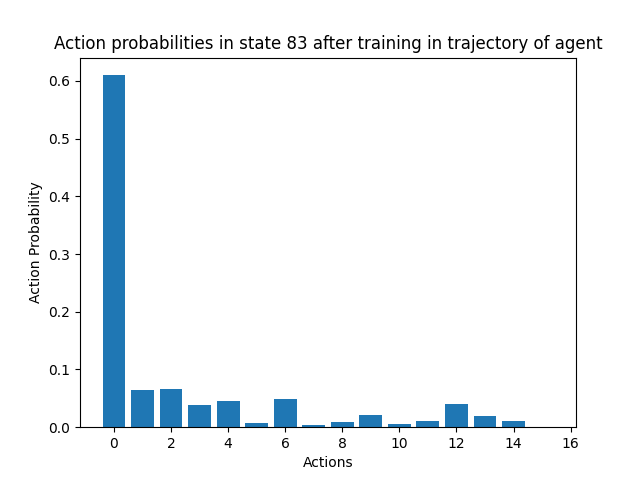 Action probabilities in state 83 after training in trajectory of agent
0.6
0.5
0.4
0.3
0.2
0.1
0.0
Action Probability
0 2 4 6 8 10 12 14 16
Actions